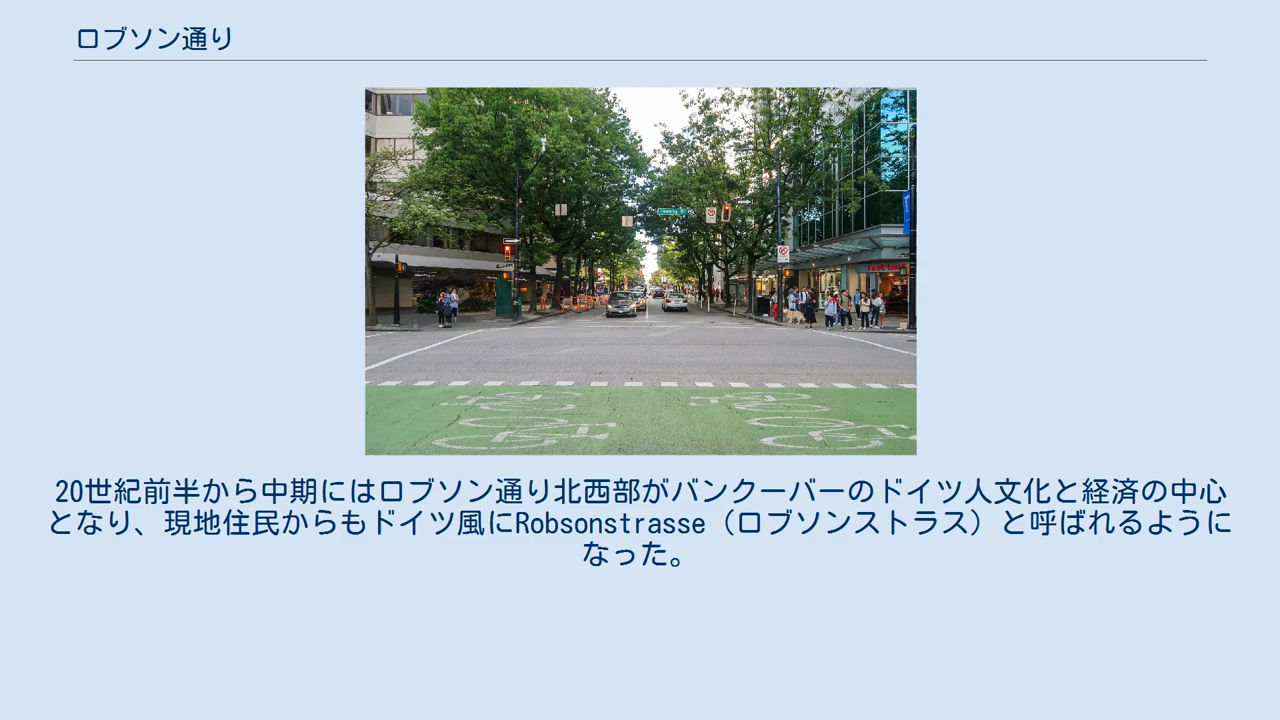 ロブソン通り
20世紀前半から中期にはロブソン通り北西部がバンクーバーのドイツ人文化と経済の中心
となり、現地住民からもドイツ風にRobsonstrasse（ロブソンストラス）と呼ばれるように
なった。